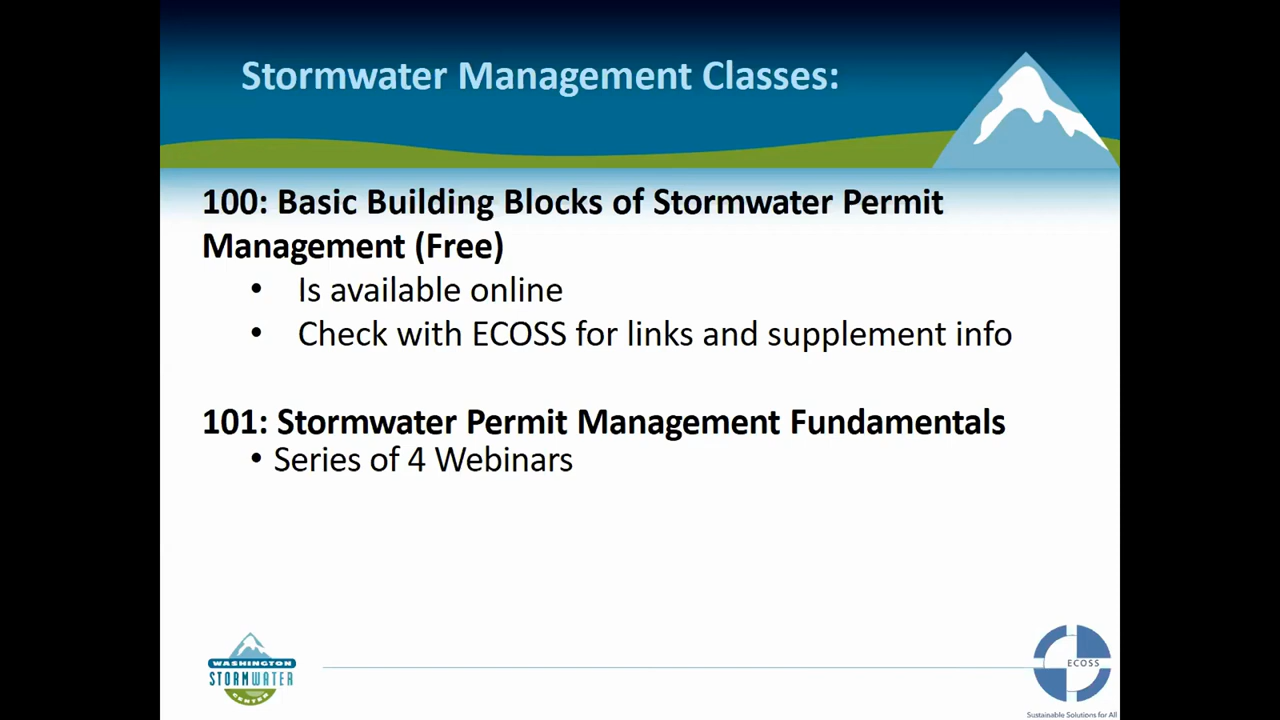 Stormwater Management Classes:
100: Basic Building Blocks of Stormwater Permit
Management (Free)
• Is available online
• Check with ECOSS for links and supplement info
101: Stormwater Permit Management Fundamentals
• Series of 4 Webinars
WASHINGTON
STORMWATER
CENTER
ECOSS
Sustainable Solutions for All